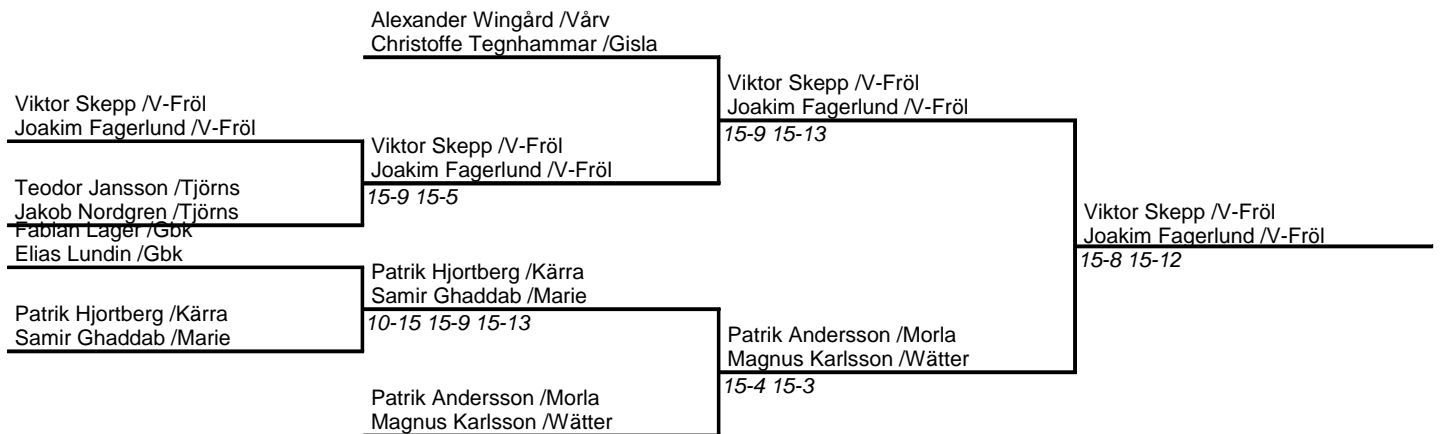 Alexander Wingård /Vårv
Christoffe Tegnhammar /Gisla
Viktor Skepp /V-Fröl
Joakim Fagerlund /V-Fröl
15-9 15-13
Viktor Skepp /V-Fröl
Joakim Fagerlund /V-Fröl
Viktor Skepp /V-Fröl
Joakim Fagerlund /V-Fröl
15-9 15-5
Teodor Jansson /Tjörns
Jakob Nordgren /Tjörns
Fabian Lager /Gbk
Elias Lundin /Gbk
Viktor Skepp /V-Fröl
Joakim Fagerlund /V-Fröl
15-8 15-12
Patrik Hjortberg /Kärra
Samir Ghaddab /Marie
10-15 15-9 15-13
Patrik Hjortberg /Kärra
Samir Ghaddab /Marie
Patrik Andersson /Morla
Magnus Karlsson /Wätter
15-4 15-3
Patrik Andersson /Morla
Magnus Karlsson /Wätter